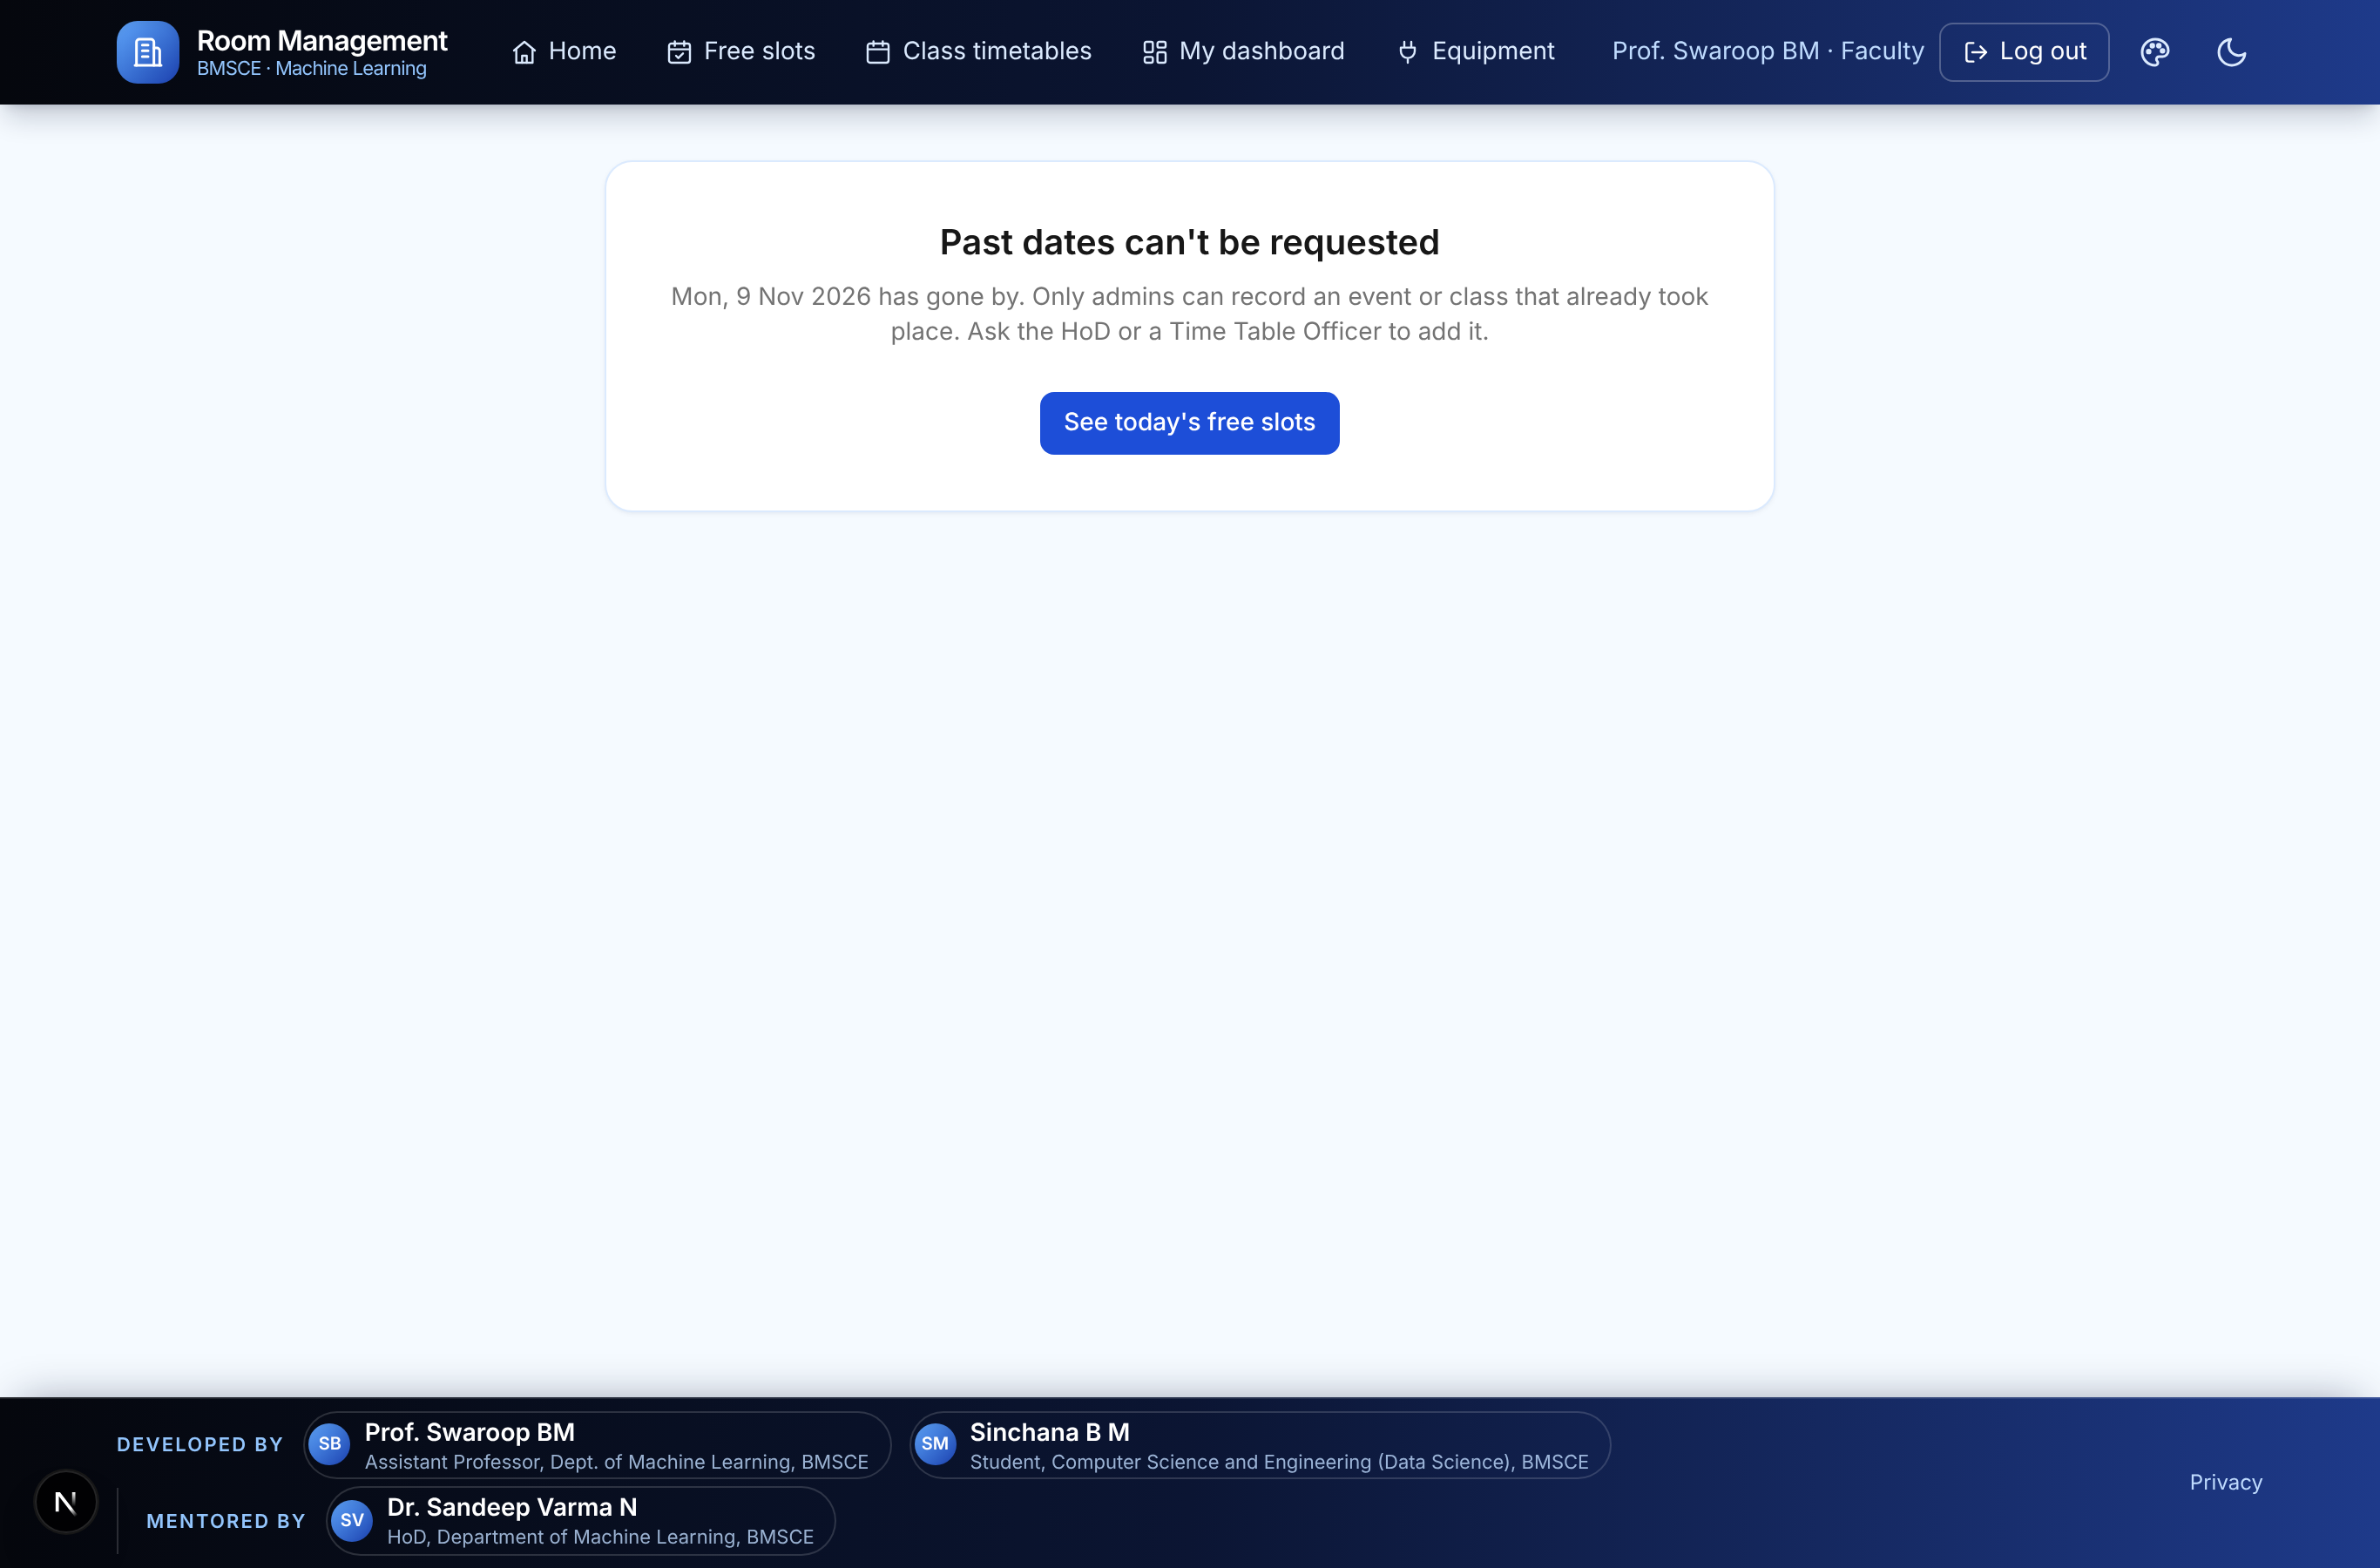 Room Management
BMSCE · Machine Learning
Home
Free slots
Class timetables
My dashboard
Equipment
Prof. Swaroop BM · Faculty
Log out
Past dates can't be requested
Mon, 9 Nov 2026 has gone by. Only admins can record an event or class that already took
place. Ask the HoD or a Time Table Officer to add it.
See today's free slots
DEVELOPED BY
SB
Prof. Swaroop BM
Assistant Professor, Dept. of Machine Learning, BMSCE
SM
Sinchana B M
Student, Computer Science and Engineering (Data Science), BMSCE
Privacy
N
MENTORED BY
SV
Dr. Sandeep Varma N
HoD, Department of Machine Learning, BMSCE